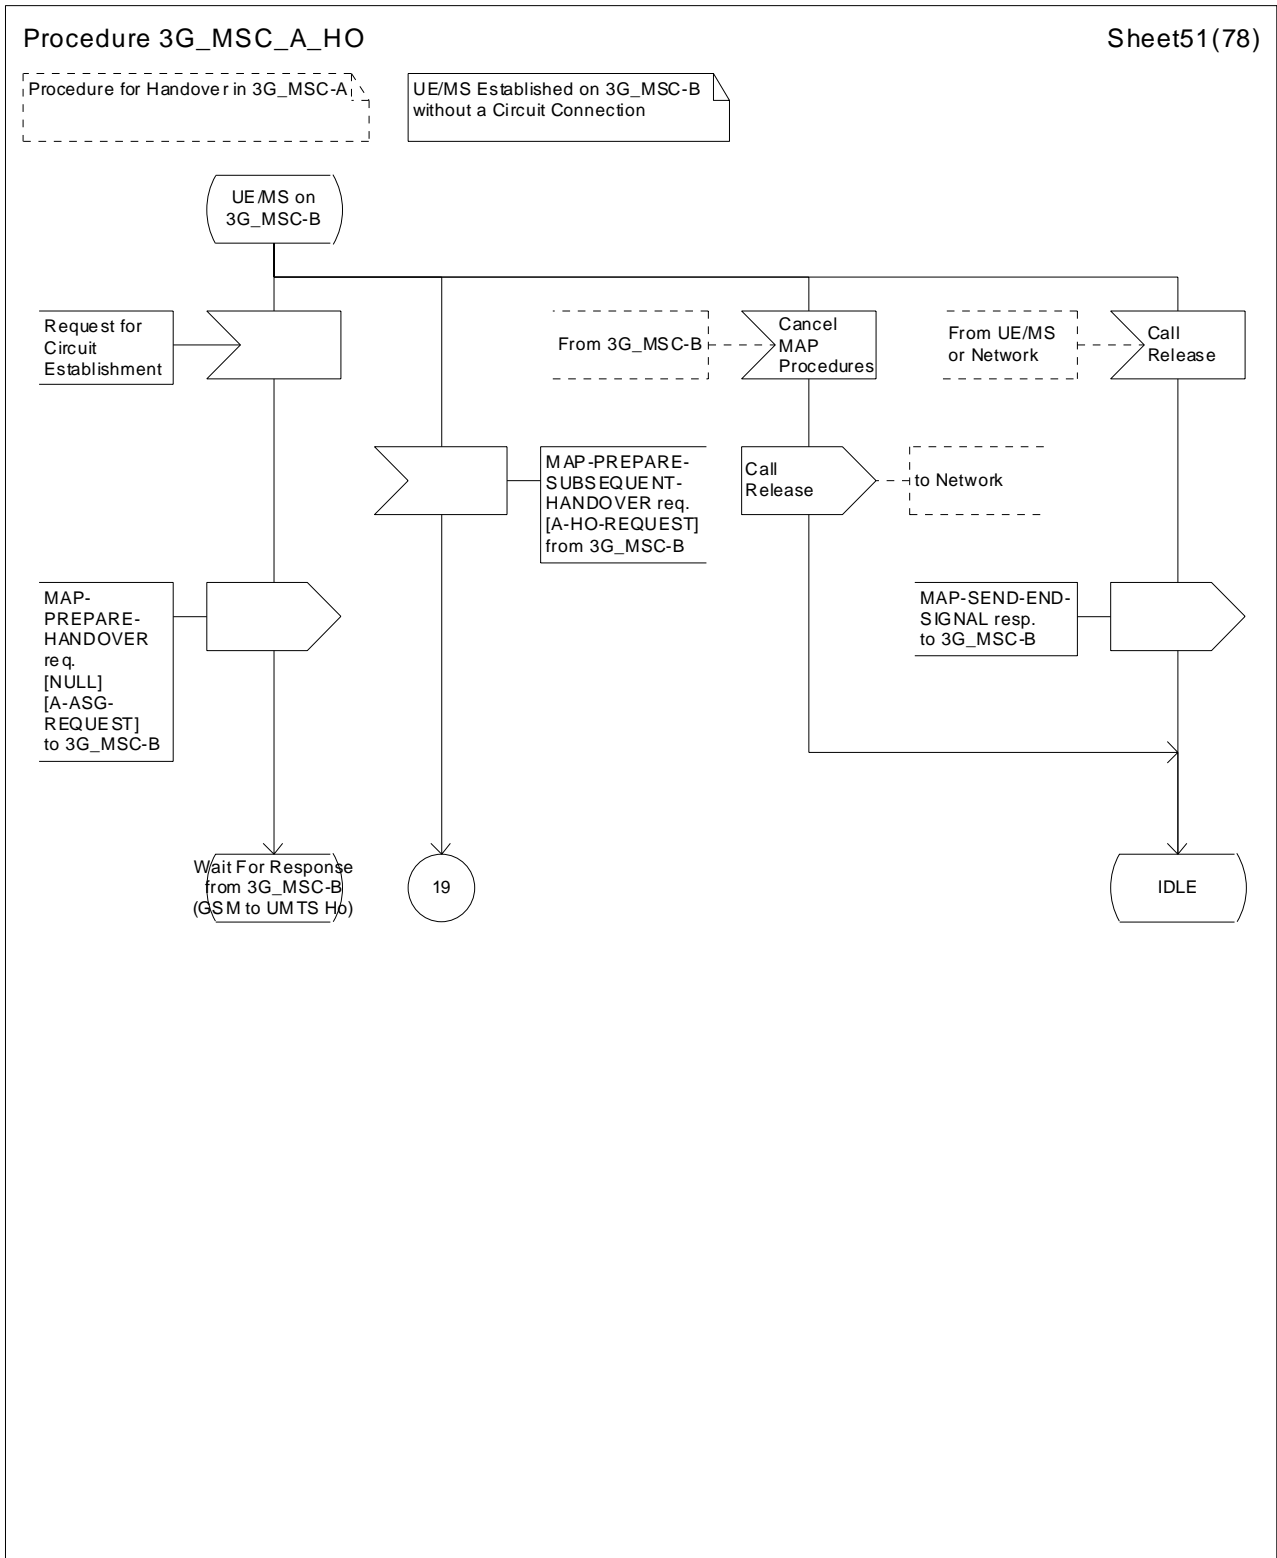 Procedure 3G_MSC_A_HO
Sheet51(78)
Procedure for Handover in 3G_MSC-A
UE/MS Established on 3G_MSC-B
without a Circuit Connection
UE/MS on
3G_MSC-B
Request for
Circuit
Establishment
From 3G_MSC-B
Cancel
MAP
Procedures
From UE/MS
or Network
Call
Release
MAP-PREPARE-
SUBSEQUENT-
HANDOVER req.
[A-HO-REQUEST]
from 3G_MSC-B
Call
Release
to Network
MAP-
PREPARE-
HANDOVER
req.
[NULL]
[A-ASG-
REQUEST]
to 3G_MSC-B
MAP-SEND-END-
SIGNAL resp.
to 3G_MSC-B
Wait For Response
from 3G_MSC-B
(GSM to UMTS Ho)
19
IDLE